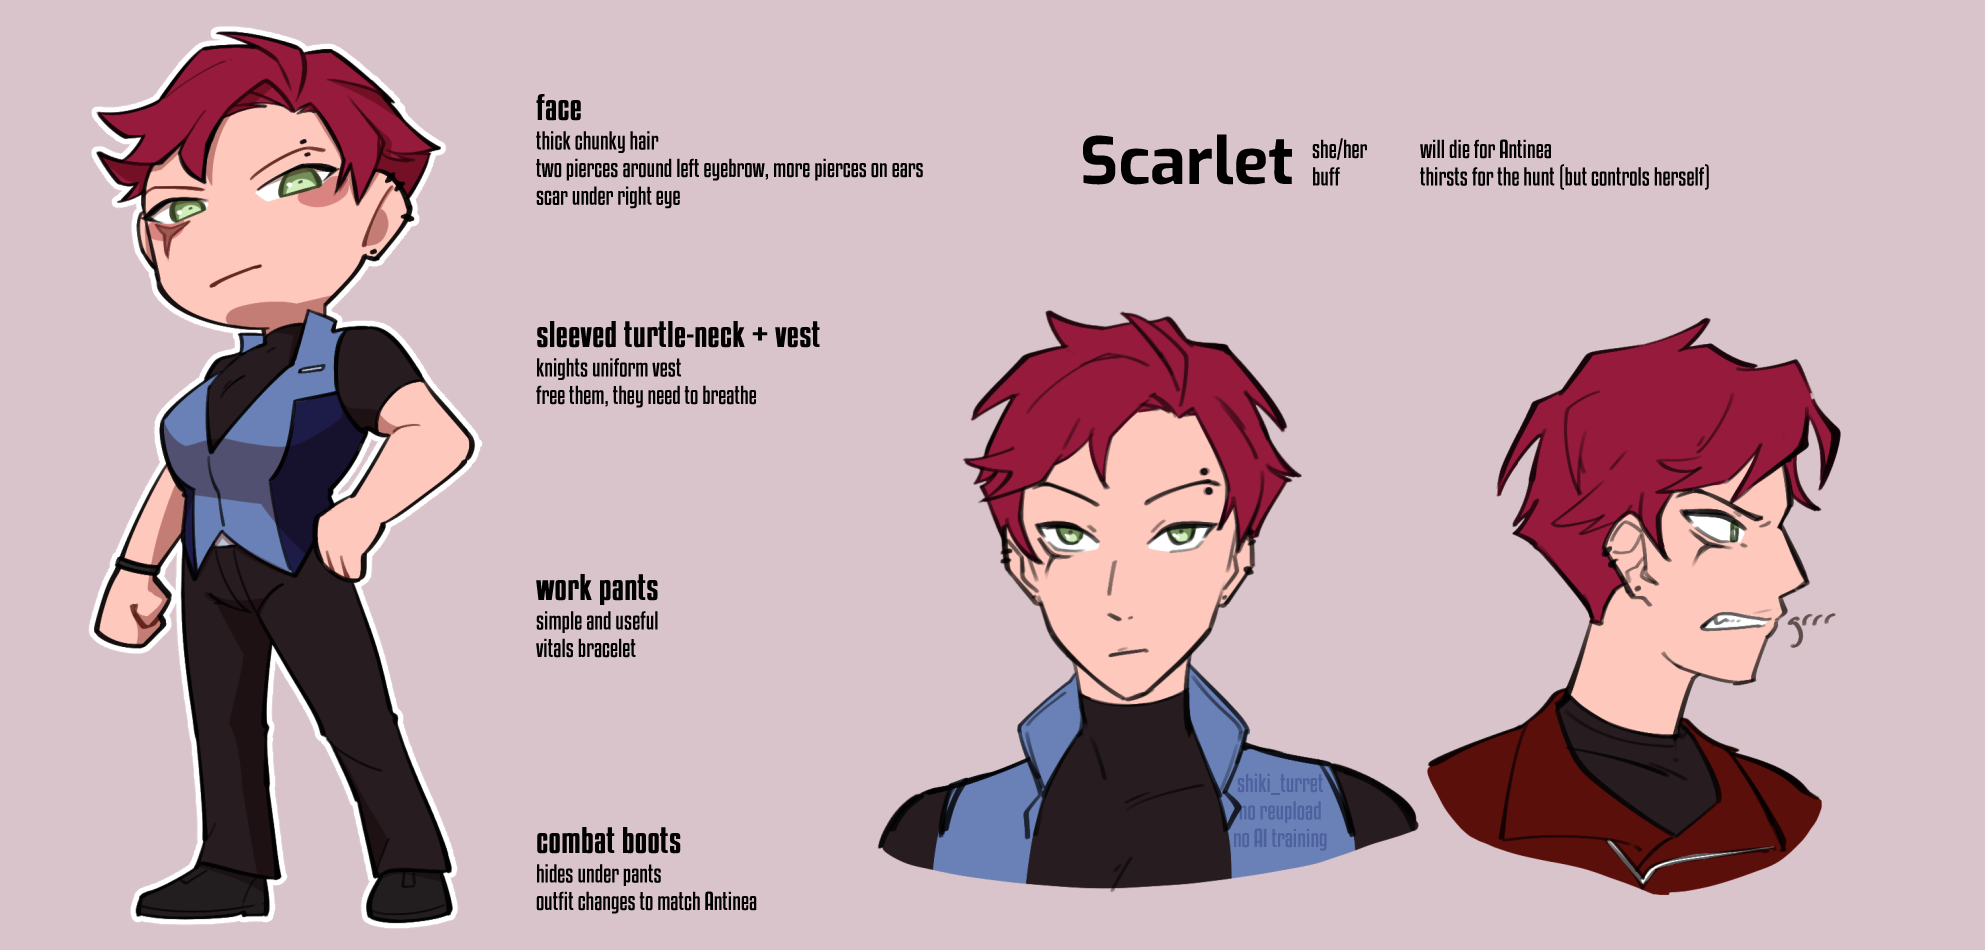 face
thick chunky hair
two pierces around left eyebrow, more pierces on ears
scar under right eye
sleeved turtle-neck + vest
knights uniform vest
free them, they need to breathe
work pants
simple and useful
vitals bracelet
combat boots
hides under pants
outfit changes to match Antinea
Scarlet
she/her
buff
will die for Antinea
thirsts for the hunt (but controls herself)
grrr
shiki_turret
no reupload
no AI training